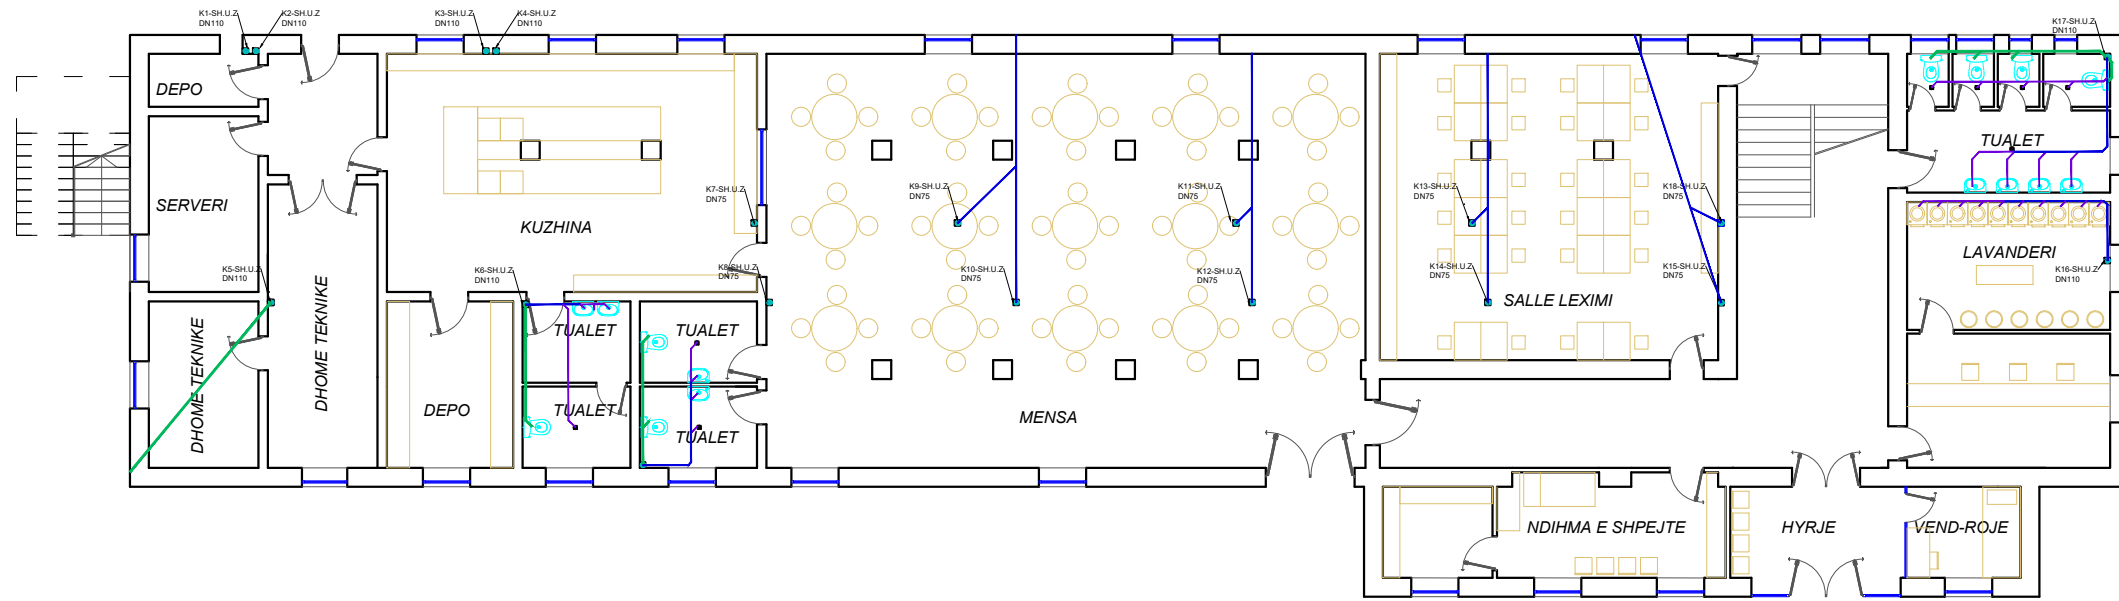 K1-SH.U.Z
DN110
K2-SH.U.Z
DN110
K3-SH.U.Z
DN110
K4-SH.U.Z
DN110
K17-SH.U.Z
DN110
DEPO
TUALET
SERVERI
KUZHINA
K7-SH.U.Z
DN75
K9-SH.U.Z
DN75
K11-SH.U.Z
DN75
K13-SH.U.Z
DN75
K18-SH.U.Z
DN75
LAVANDERI
K5-SH.U.Z
DN110
K6-SH.U.Z
DN110
K8-SH.U.Z
DN75
K10-SH.U.Z
DN75
K12-SH.U.Z
DN75
K14-SH.U.Z
DN75
K15-SH.U.Z
DN75
K16-SH.U.Z
DN110
SALLE LEXIMI
DHOME TEKNIKE
DHOME TEKNIKE
TUALET
TUALET
DEPO
TUALET
TUALET
MENSA
NDIHMA E SHPEJTE
HYRJE
VEND-ROJE